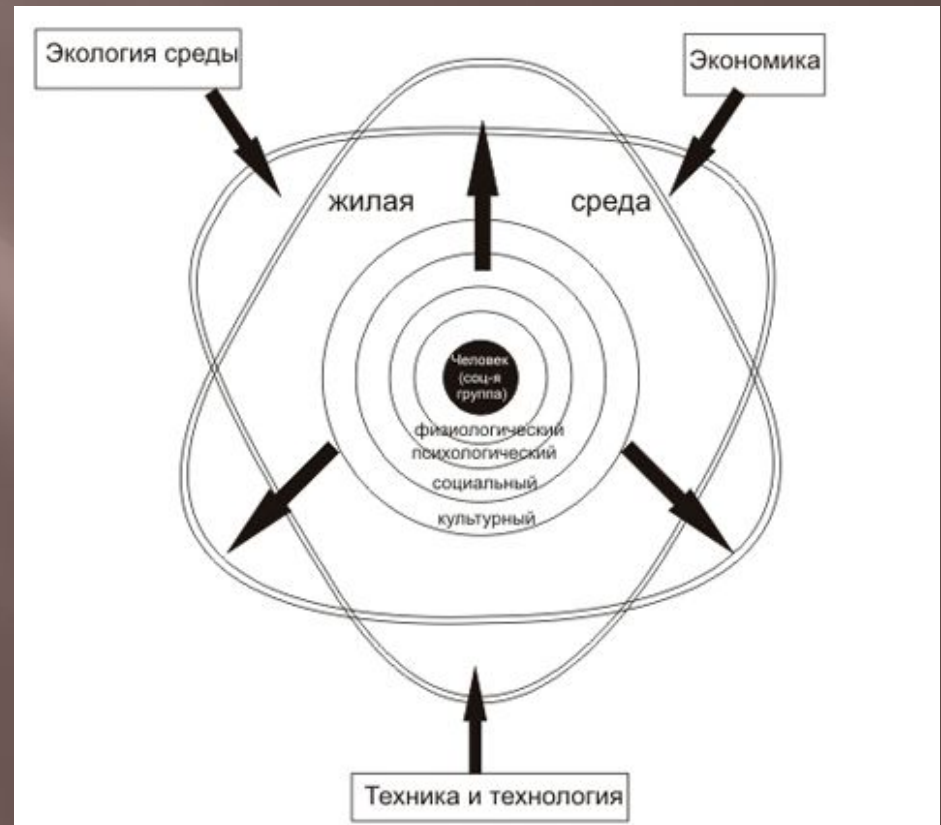 Экология среды
Экономика
жилая среда
Человек
(соц-я
группа)
физиологический
психологический
социальный
культурный
Техника и технология